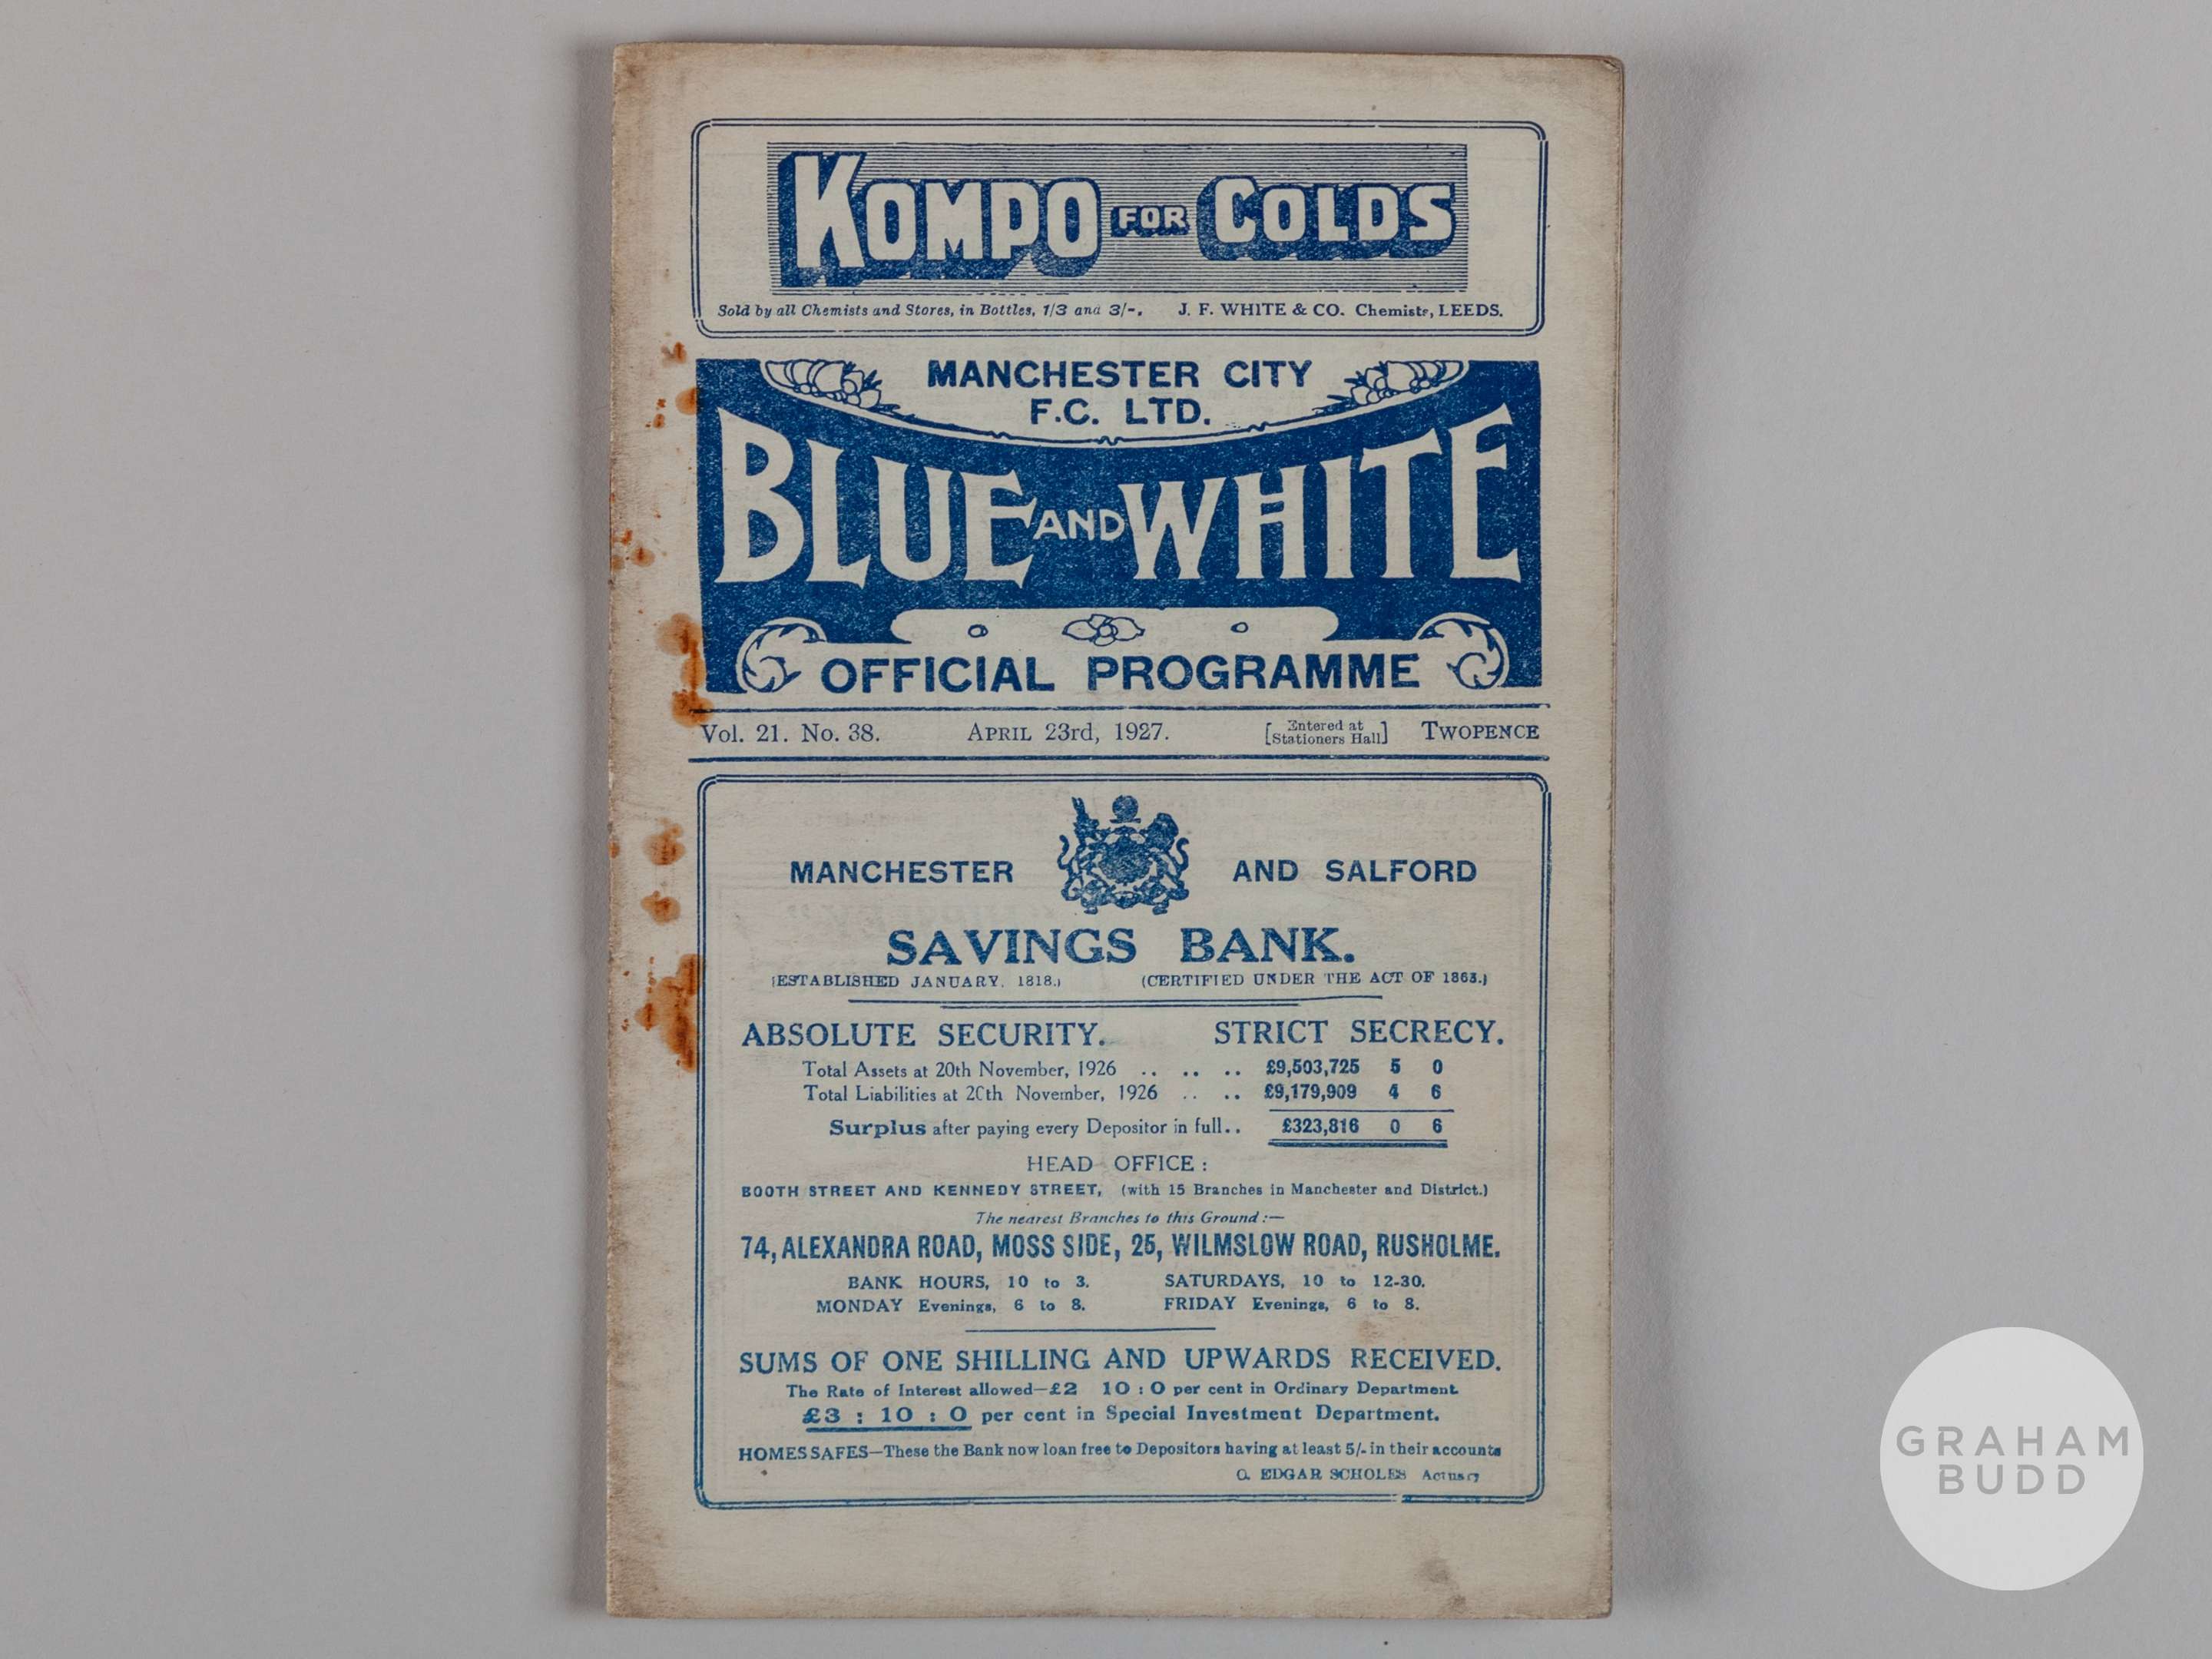 KOMPO FOR COLDS
Sold by all Chemists and Stores, in Bottles, 1/3 and 3/-. J. F. WHITE & CO. Chemists, LEEDS.
MANCHESTER CITY
F.C. LTD.
BLUE AND WHITE
OFFICIAL PROGRAMME
Vol. 21. No. 38. APRIL 23rd, 1927. [Entered at Stationers Hall] TWOPENCE
MANCHESTER AND SALFORD
SAVINGS BANK.
(ESTABLISHED JANUARY, 1818.) (CERTIFIED UNDER THE ACT OF 1863.)
ABSOLUTE SECURITY. STRICT SECRECY.
Total Assets at 20th November, 1926 .. .. .. £9,503,725 5 0
Total Liabilities at 20th November, 1926 .. .. £9,179,909 4 6
Surplus after paying every Depositor in full.. £323,816 0 6
HEAD OFFICE:
BOOTH STREET AND KENNEDY STREET, (with 15 Branches in Manchester and District.)
The nearest Branches to this Ground:—
74, ALEXANDRA ROAD, MOSS SIDE, 25, WILMSLOW ROAD, RUSHOLME.
BANK HOURS, 10 to 3. SATURDAYS, 10 to 12-30.
MONDAY Evenings, 6 to 8. FRIDAY Evenings, 6 to 8.
SUMS OF ONE SHILLING AND UPWARDS RECEIVED.
The Rate of Interest allowed—£2 10 : 0 per cent in Ordinary Department
£3 : 10 : 0 per cent in Special Investment Department.
HOMES SAFES—These the Bank now loan free to Depositors having at least 5/- in their accounts
C. EDGAR SCHOLES Actuary
GRAHAM
BUDD